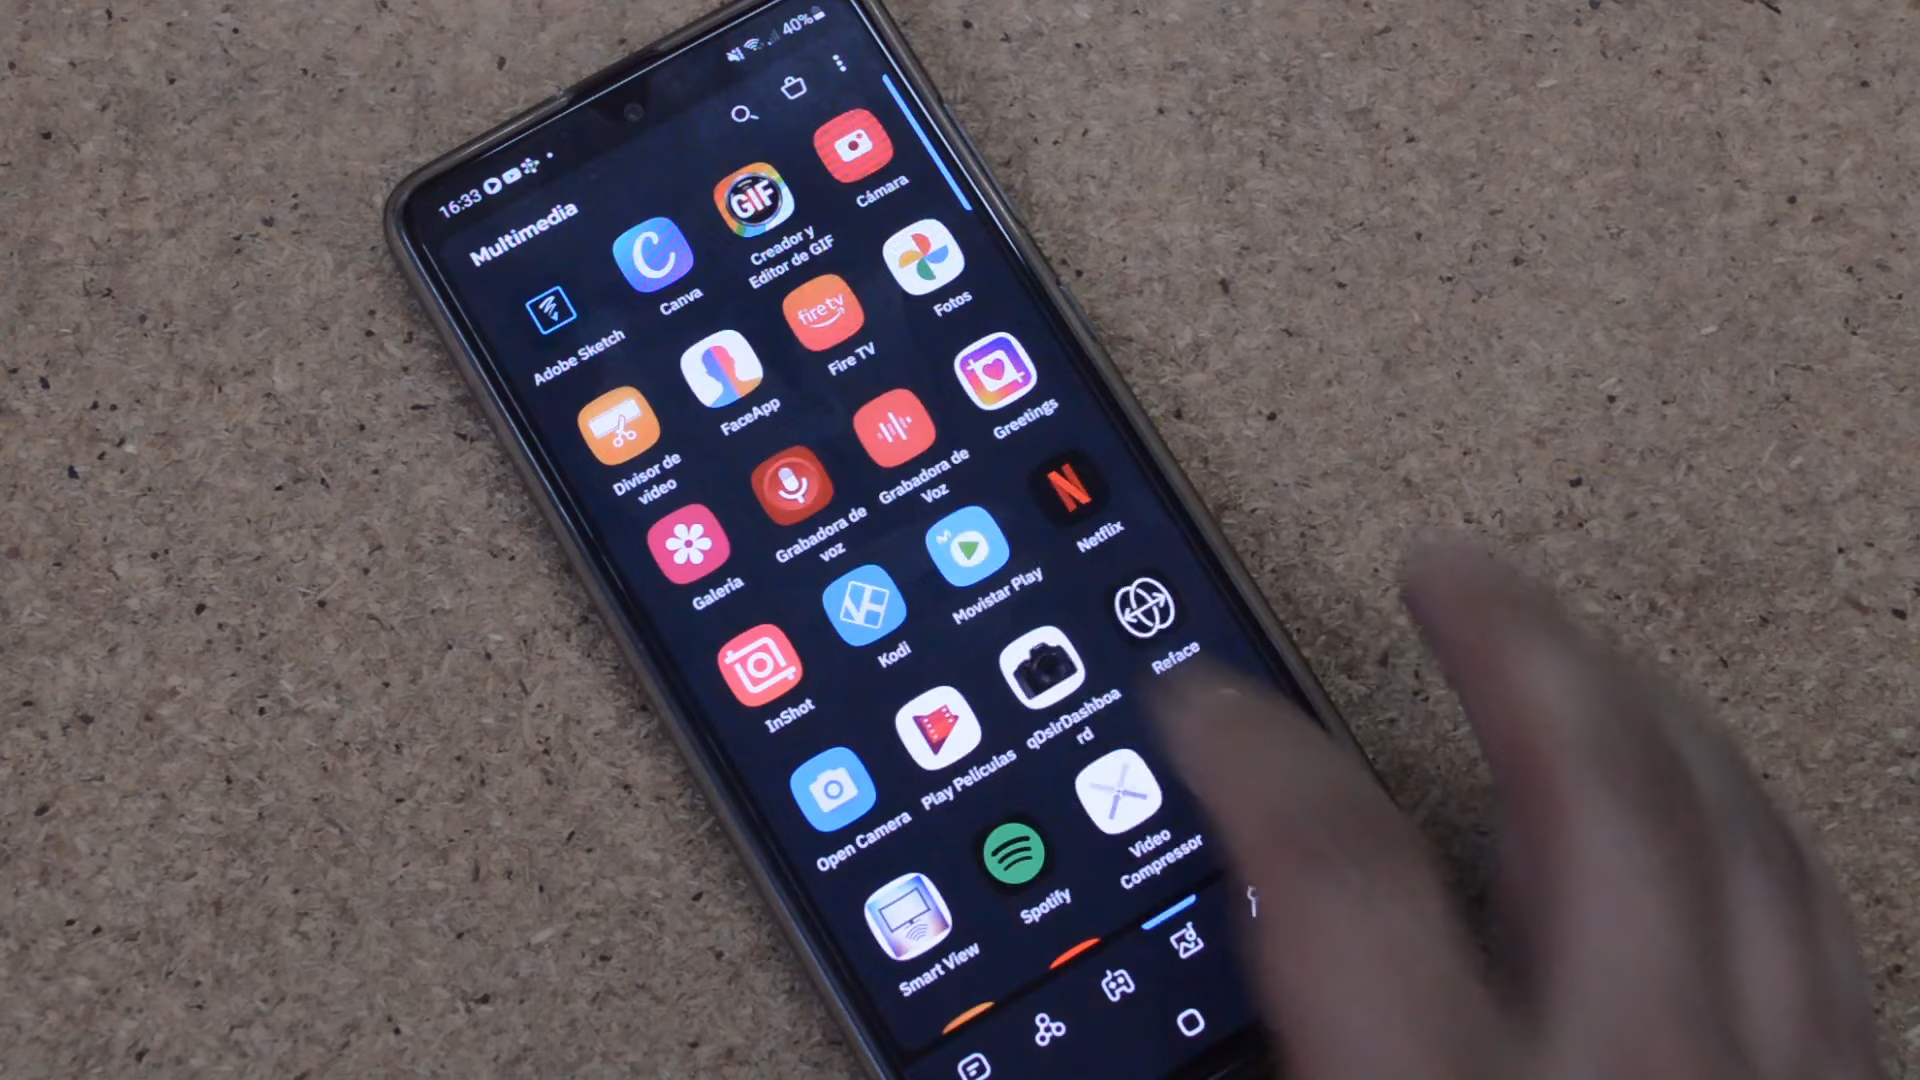 16:33
40%
Multimedia
Adobe Sketch
C
Canva
GIF
Creador y
Editor de GIF
Cámara
Divisor de
video
FaceApp
fire tv
Fire TV
Fotos
Galería
Grabadora de
voz
Grabadora de
Voz
Greetings
InShot
Kodi
Movistar Play
N
Netflix
Open Camera
Play Películas
qDslrDashboa
rd
Reface
Smart View
Spotify
Video
Compressor